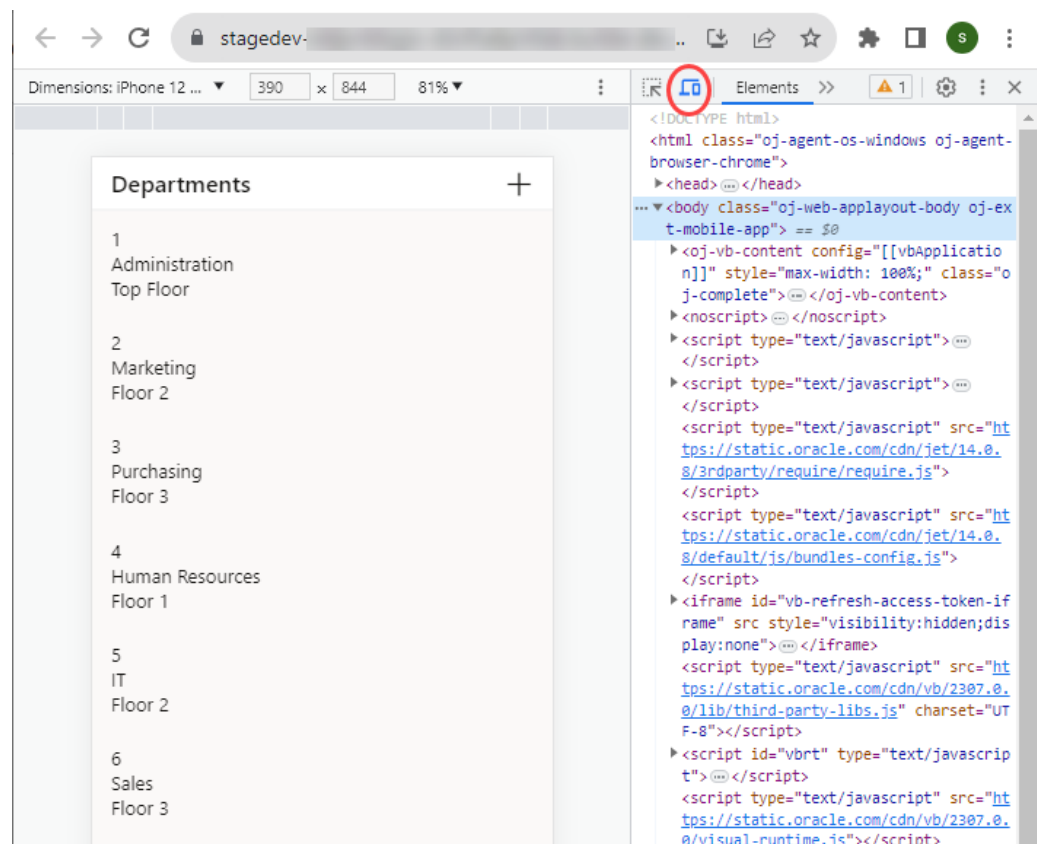 stagedev-
..
S
Dimensions: iPhone 12 ... ▼ 390 x 844 81% ▼
Elements
1
<!DOCTYPE html>
<html class="oj-agent-os-windows oj-agent-
browser-chrome">
<head> … </head>
… <body class="oj-web-applayout-body oj-ex
t-mobile-app"> == $0
<oj-vb-content config="[[vbApplicatio
n]]" style="max-width: 100%;" class="o
j-complete"> … </oj-vb-content>
<noscript> … </noscript>
<script type="text/javascript"> …
</script>
<script type="text/javascript"> …
</script>
<script type="text/javascript" src="ht
tps://static.oracle.com/cdn/jet/14.0.
8/3rdparty/require/require.js">
</script>
<script type="text/javascript" src="ht
tps://static.oracle.com/cdn/jet/14.0.
8/default/js/bundles-config.js">
</script>
<iframe id="vb-refresh-access-token-if
rame" src style="visibility:hidden;dis
play:none"> … </iframe>
<script type="text/javascript" src="ht
tps://static.oracle.com/cdn/vb/2307.0.
0/lib/third-party-libs.js" charset="UT
F-8"></script>
<script id="vbrt" type="text/javascrip
t"> … </script>
<script type="text/javascript" src="ht
tps://static.oracle.com/cdn/vb/2307.0.
0/visual-runtime.js"></script>
Departments
1
Administration
Top Floor
2
Marketing
Floor 2
3
Purchasing
Floor 3
4
Human Resources
Floor 1
5
IT
Floor 2
6
Sales
Floor 3